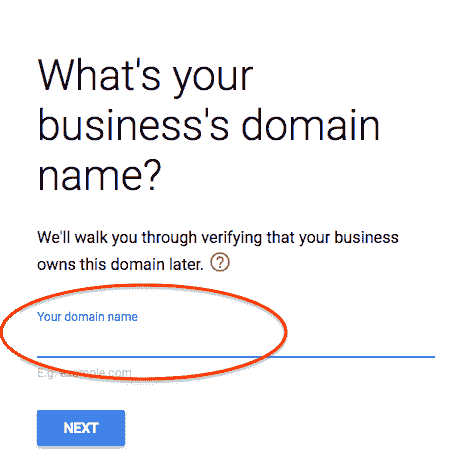 What's your
business's domain
name?
We'll walk you through verifying that your business
owns this domain later. ?
Your domain name
E.g. example.com
NEXT